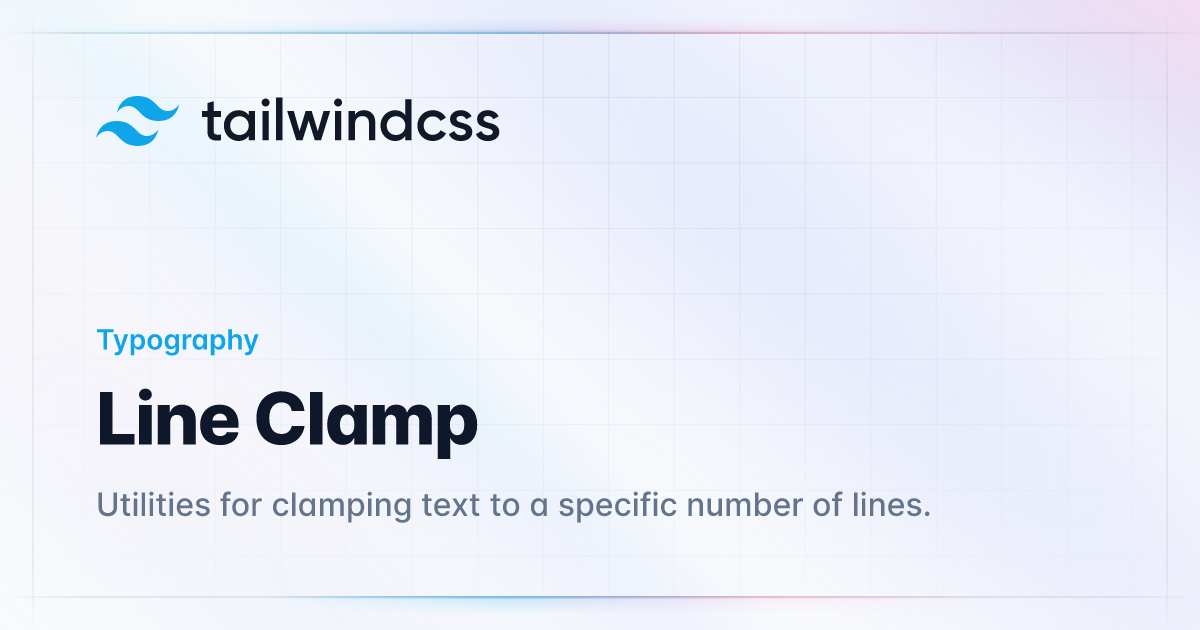 tailwindcss
Typography
Line Clamp
Utilities for clamping text to a specific number of lines.